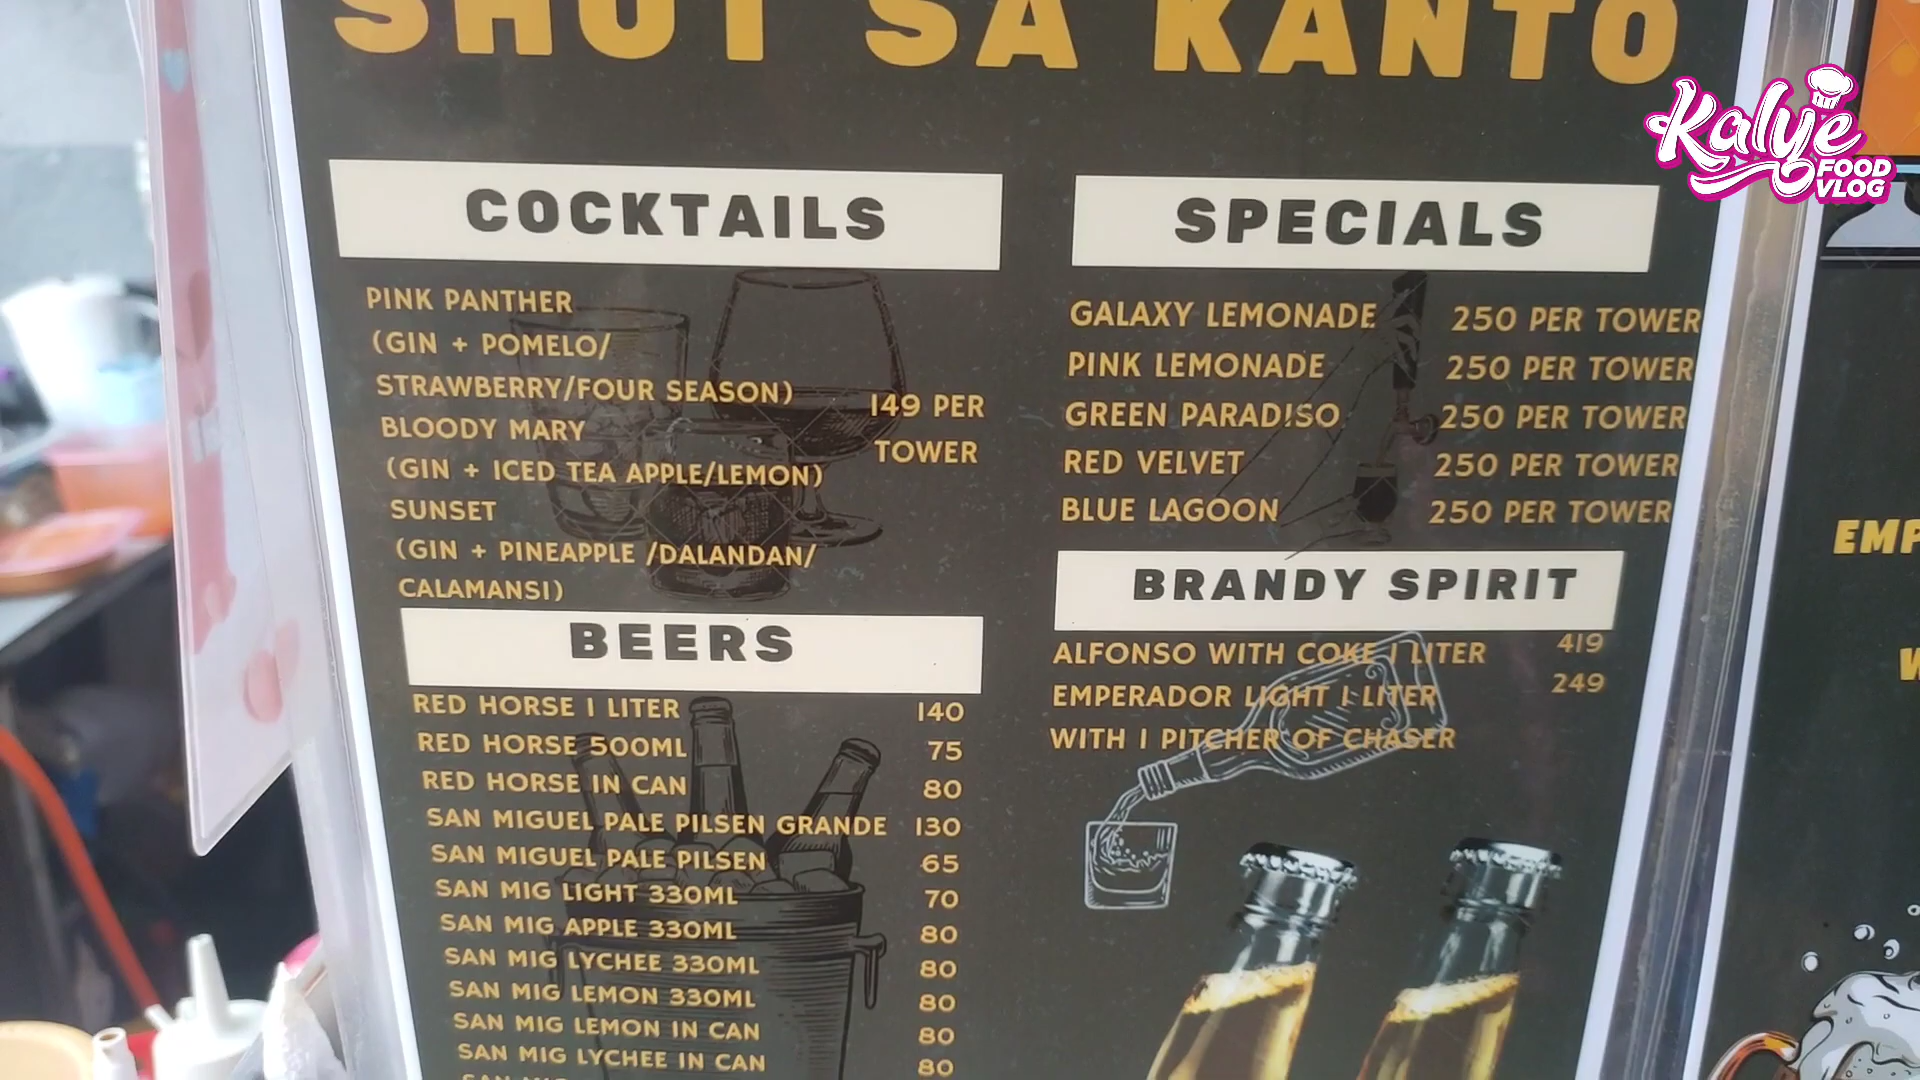 SHOT SA KANTO
Kalye
FOOD
VLOG
COCKTAILS
PINK PANTHER
(GIN + POMELO/
STRAWBERRY/FOUR SEASON)
BLOODY MARY
(GIN + ICED TEA APPLE/LEMON)
SUNSET
(GIN + PINEAPPLE /DALANDAN/
CALAMANSI)
149 PER
TOWER
BEERS
RED HORSE 1 LITER 140
RED HORSE 500ML 75
RED HORSE IN CAN 80
SAN MIGUEL PALE PILSEN GRANDE 130
SAN MIGUEL PALE PILSEN 65
SAN MIG LIGHT 330ML 70
SAN MIG APPLE 330ML 80
SAN MIG LYCHEE 330ML 80
SAN MIG LEMON 330ML 80
SAN MIG LEMON IN CAN 80
SAN MIG LYCHEE IN CAN 80
SPECIALS
GALAXY LEMONADE 250 PER TOWER
PINK LEMONADE 250 PER TOWER
GREEN PARADISO 250 PER TOWER
RED VELVET 250 PER TOWER
BLUE LAGOON 250 PER TOWER
BRANDY SPIRIT
ALFONSO WITH COKE 1 LITER 419
EMPERADOR LIGHT 1 LITER 249
WITH 1 PITCHER OF CHASER
EMP